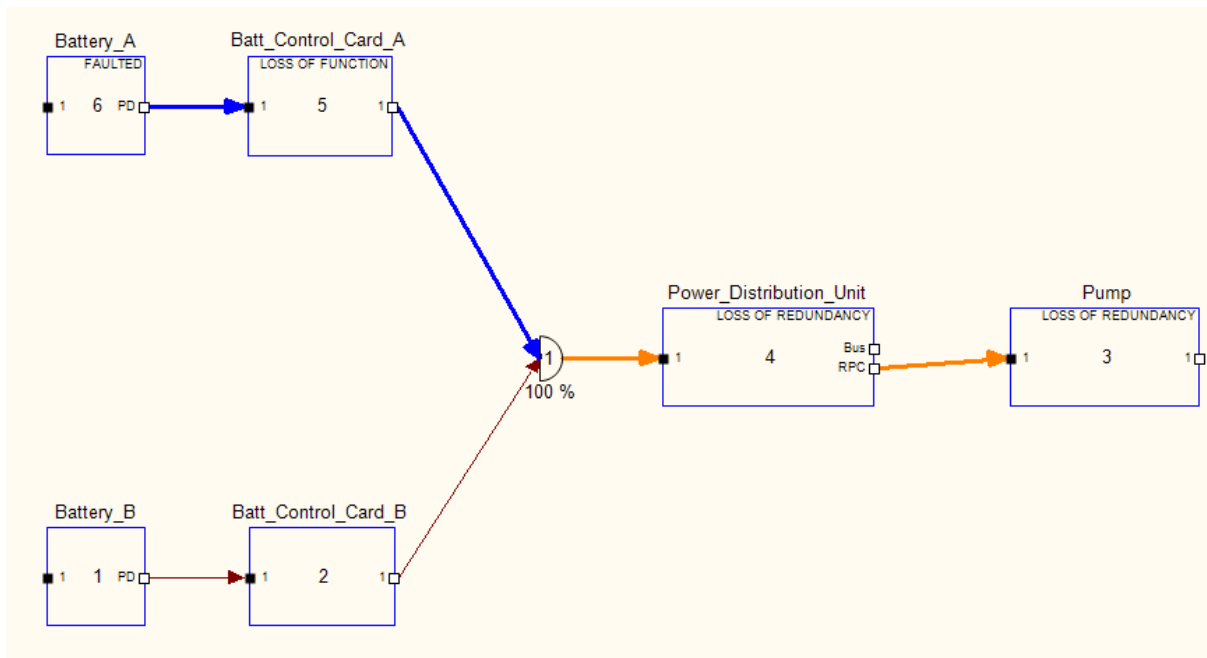 Battery_A
FAULTED
1 6 PD
Batt_Control_Card_A
LOSS OF FUNCTION
1 5 1
1
100 %
Power_Distribution_Unit
LOSS OF REDUNDANCY
Bus
1 4
RPC
Pump
LOSS OF REDUNDANCY
1 3 1
Battery_B
1 1 PD
Batt_Control_Card_B
1 2 1